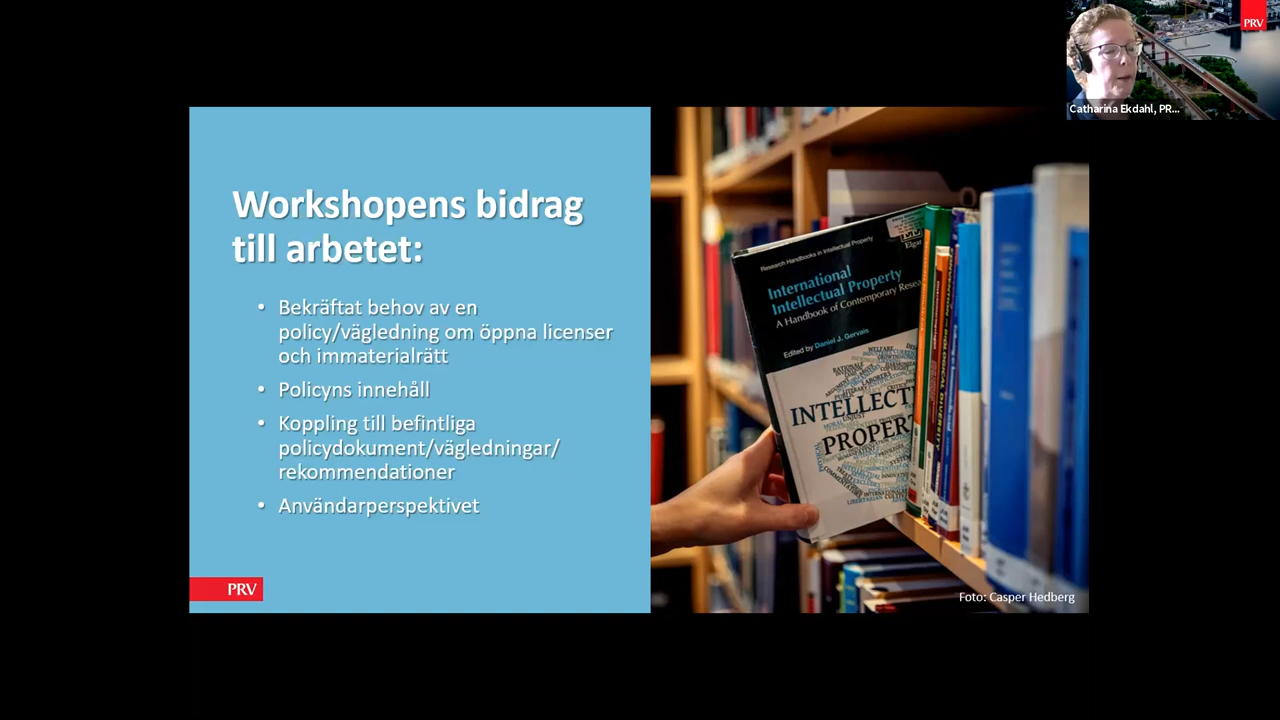 PRV
Catharina Ekdahl, PR...
Workshopens bidrag
till arbetet:
• Bekräftat behov av en
policy/vägledning om öppna licenser
och immaterialrätt
• Policyns innehåll
• Koppling till befintliga
policydokument/vägledningar/
rekommendationer
• Användarperspektivet
PRV
Research Handbooks in Intellectual Property
Elgar
International
Intellectual Property
A Handbook of Contemporary Resea
Edited by Daniel J. Gervais
INTELLECT
PROPER
Foto: Casper Hedberg